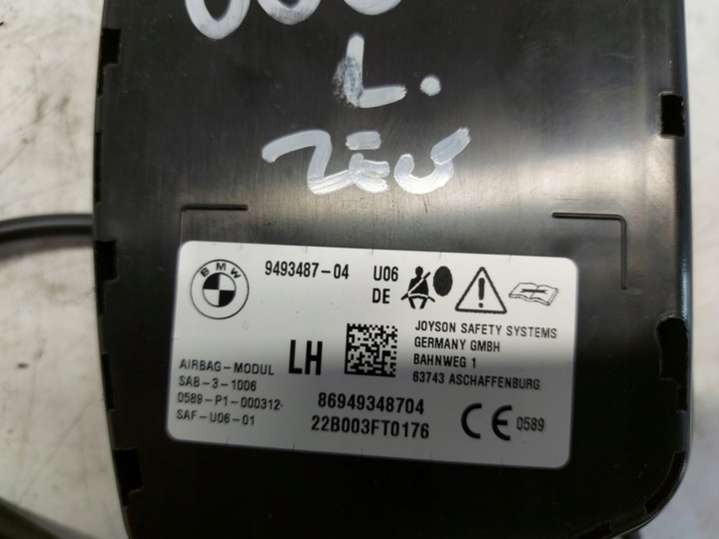 L.
BMW
9493487-04 U06
DE
LH
JOYSON SAFETY SYSTEMS
GERMANY GMBH
BAHNWEG 1
63743 ASCHAFFENBURG
AIRBAG-MODUL
SAB-3-1006
0589-P1-000312
SAF-U06-01
86949348704
22B003FT0176
CE 0589